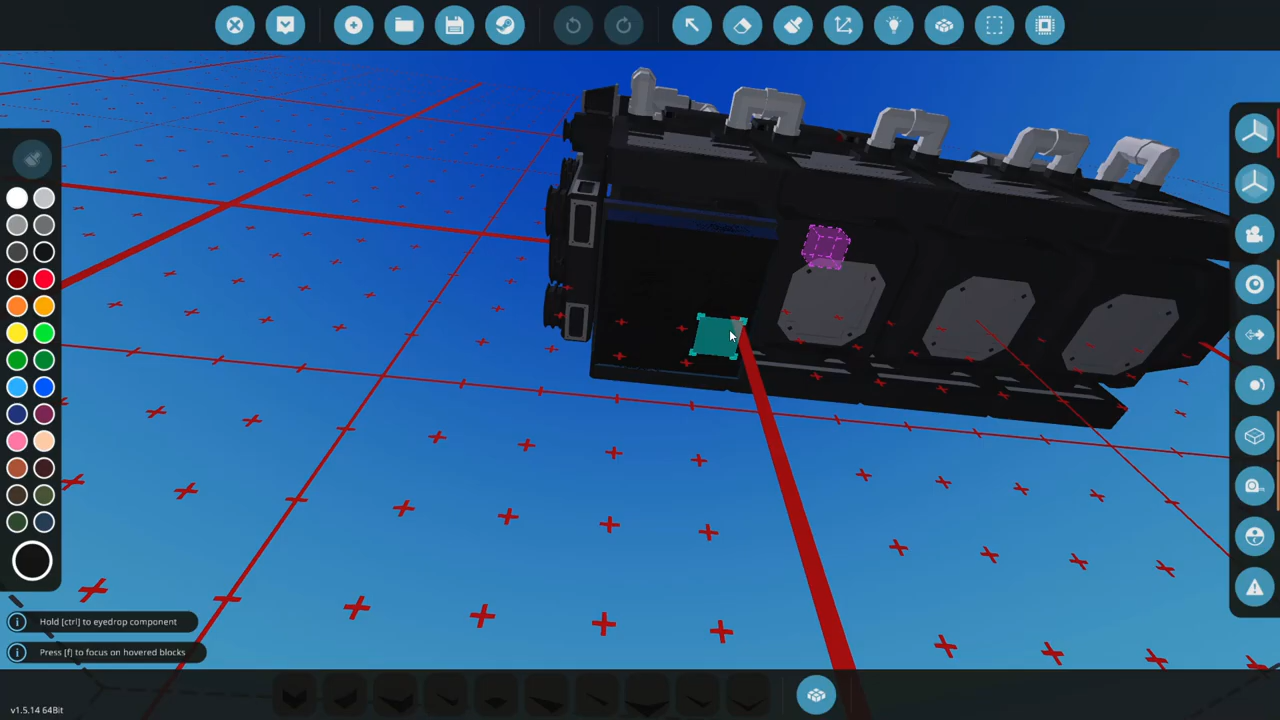 Hold [ctrl] to eyedrop component
Press [f] to focus on hovered blocks
v1.5.14 64Bit